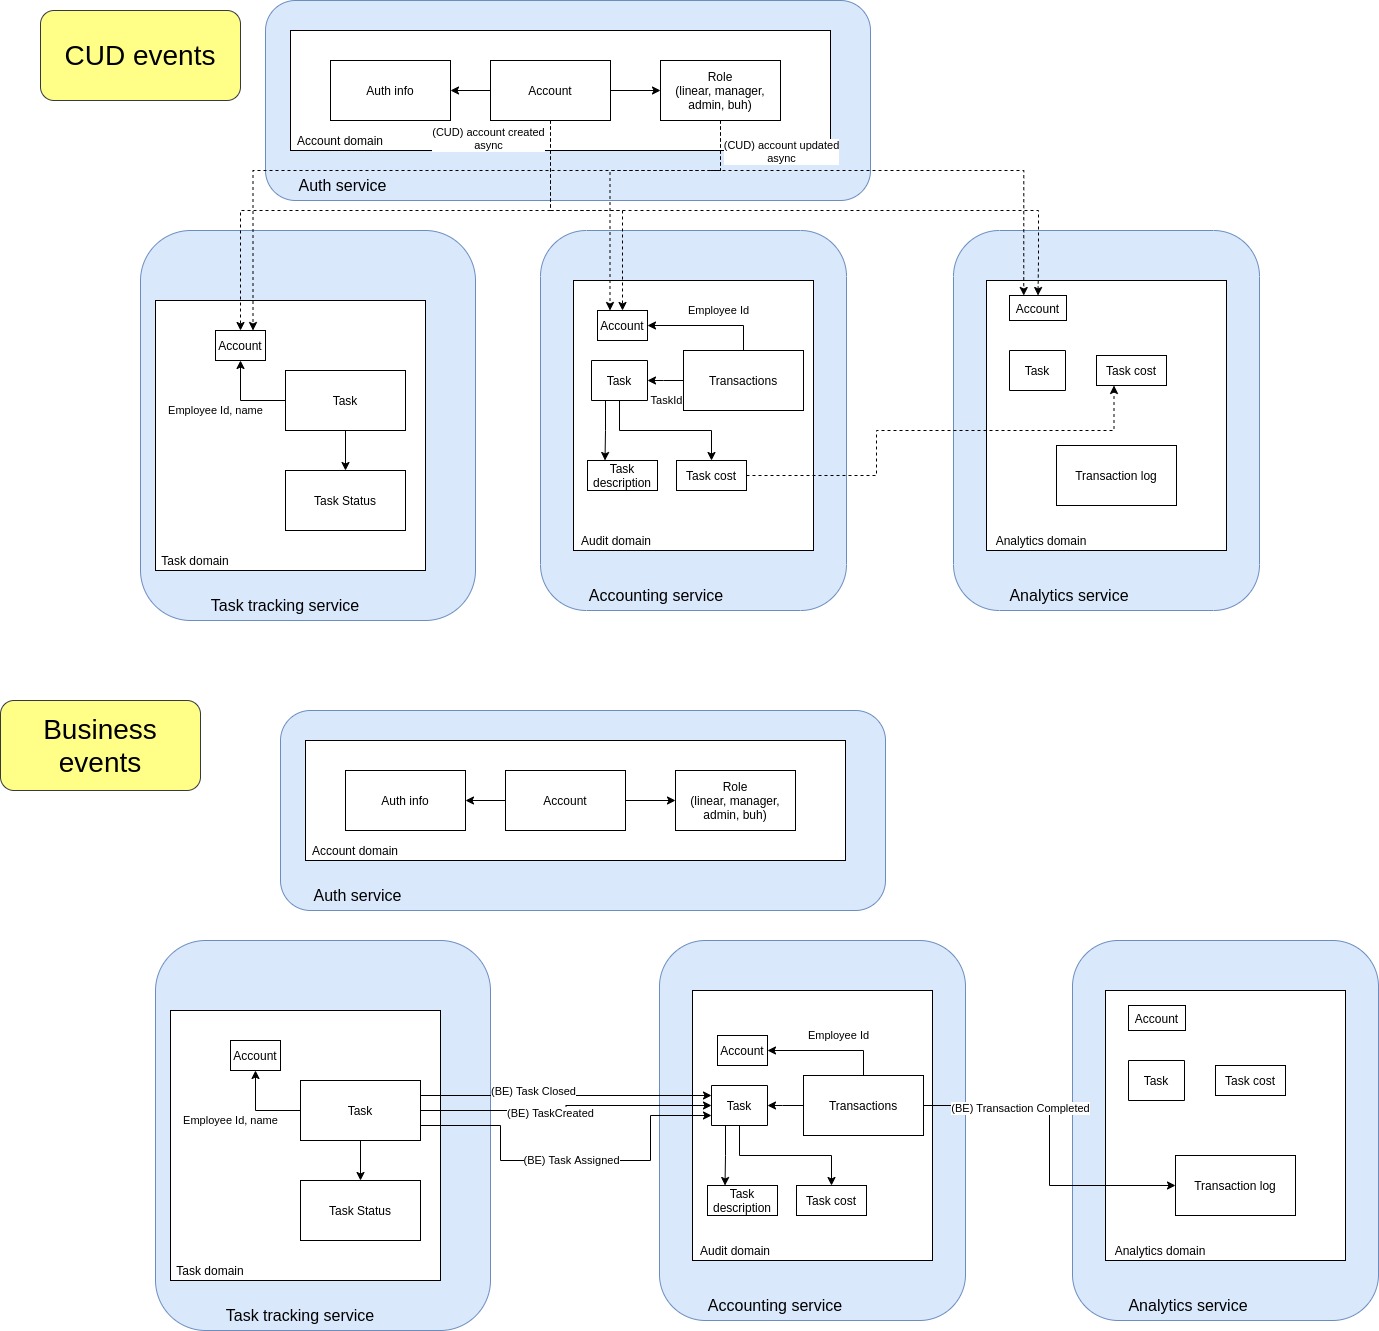 CUD events
Auth info
Account
Role
(linear, manager,
admin, buh)
Account domain
(CUD) account created
async
(CUD) account updated
async
Auth service
Account
Employee Id, name
Task
Task Status
Task domain
Task tracking service
Employee Id
Account
Task
Transactions
TaskId
Task
description
Task cost
Audit domain
Accounting service
Account
Task
Task cost
Transaction log
Analytics domain
Analytics service
Business
events
Auth info
Account
Role
(linear, manager,
admin, buh)
Account domain
Auth service
Account
Employee Id, name
Task
Task Status
Task domain
Task tracking service
(BE) Task Closed
(BE) TaskCreated
(BE) Task Assigned
Employee Id
Account
Task
Transactions
Task
description
Task cost
Audit domain
Accounting service
(BE) Transaction Completed
Account
Task
Task cost
Transaction log
Analytics domain
Analytics service